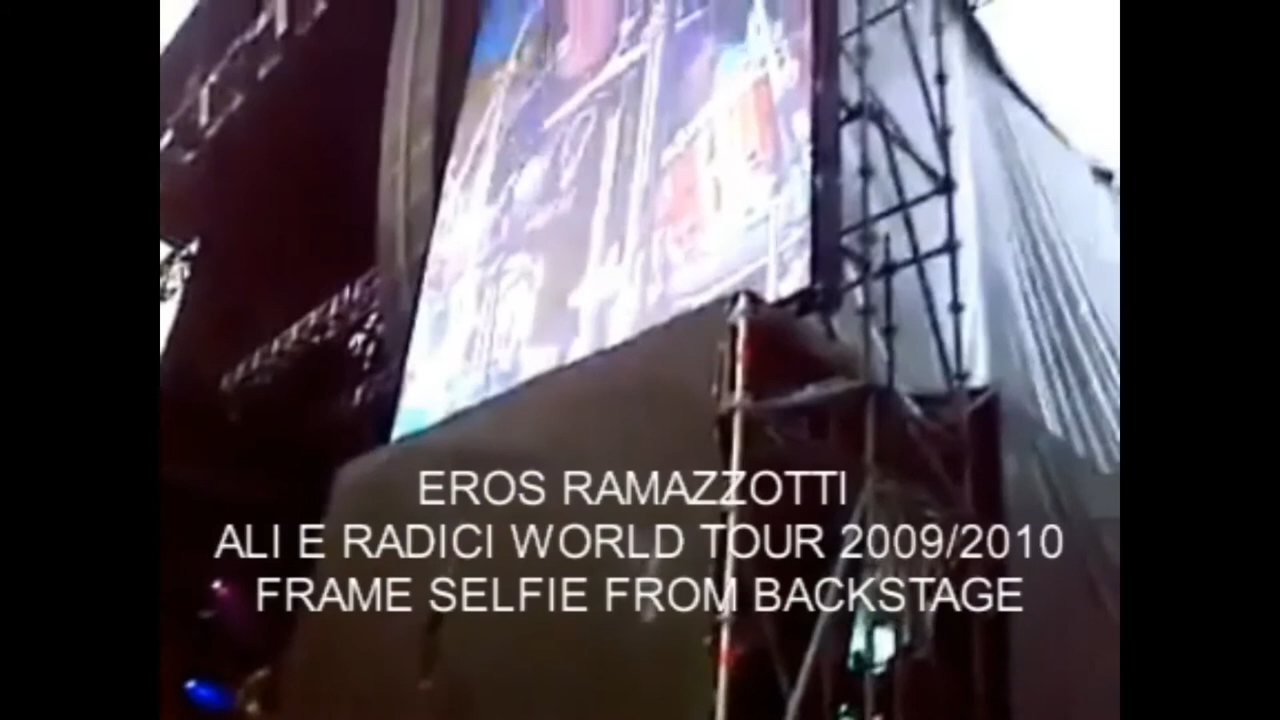 EROS RAMAZZOTTI
ALI E RADICI WORLD TOUR 2009/2010
FRAME SELFIE FROM BACKSTAGE